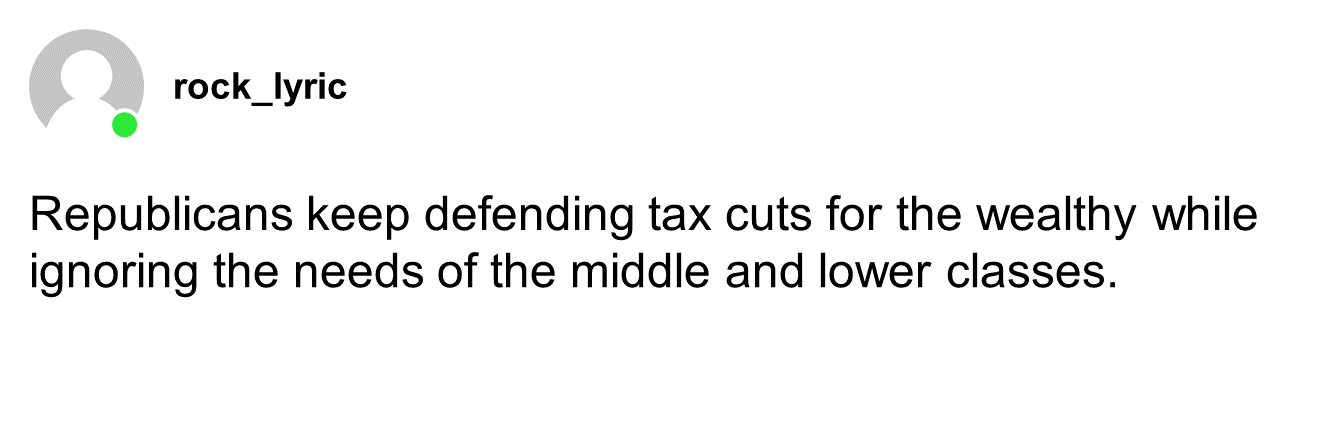 rock_lyric
Republicans keep defending tax cuts for the wealthy while
ignoring the needs of the middle and lower classes.